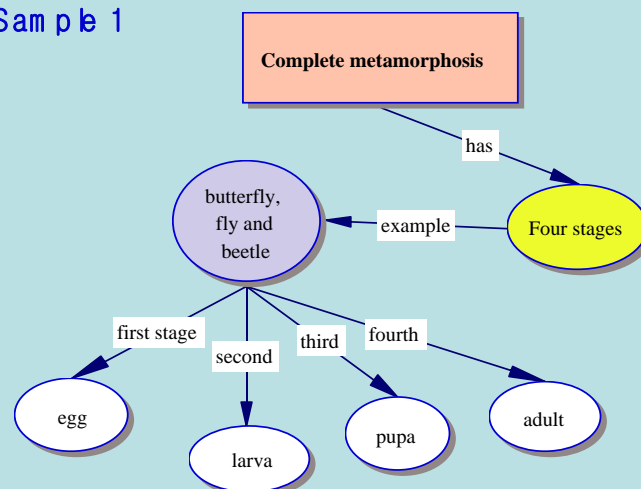 Sample 1
Complete metamorphosis
has
butterfly,
fly and
beetle
example
Four stages
first stage
second
third
fourth
egg
larva
pupa
adult